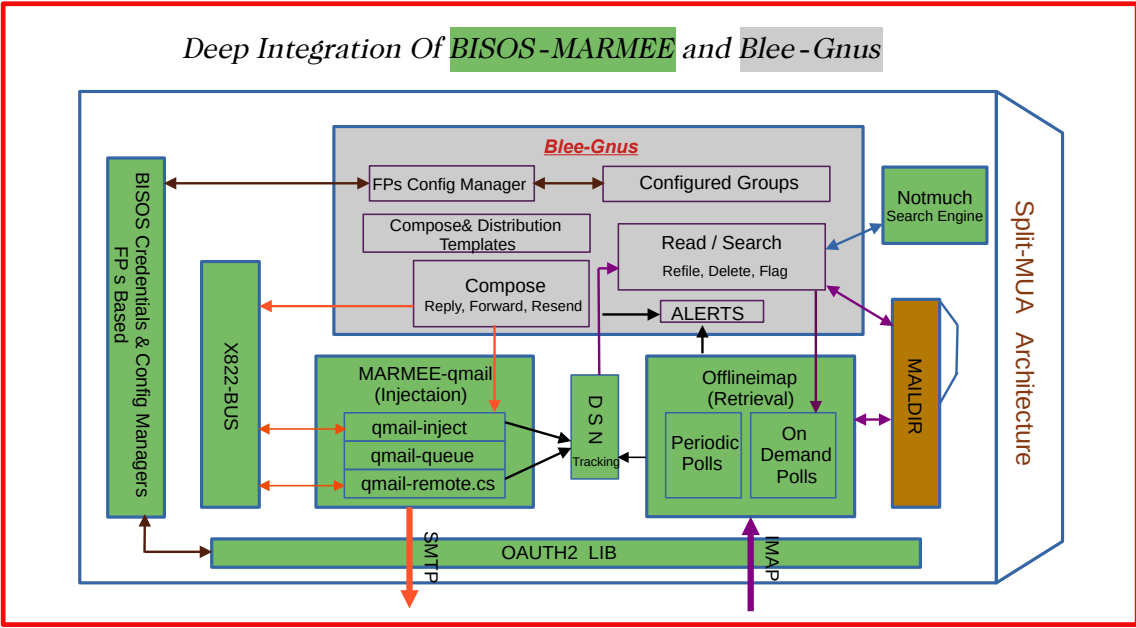 Deep Integration Of BISOS-MARMEE and Blee-Gnus
Blee-Gnus
FPs Config Manager
Configured Groups
Compose& Distribution
Templates
Read / Search
Refile, Delete, Flag
Compose
Reply, Forward, Resend
ALERTS
Notmuch
Search Engine
BISOS Credentials & Config Managers
FP s Based
X822-BUS
MARMEE-qmail
(Injectaion)
qmail-inject
qmail-queue
qmail-remote.cs
D S N
Tracking
Offlineimap
(Retrieval)
Periodic
Polls
On
Demand
Polls
MAILDIR
Split-MUA Architecture
OAUTH2 LIB
SMTP
IMAP